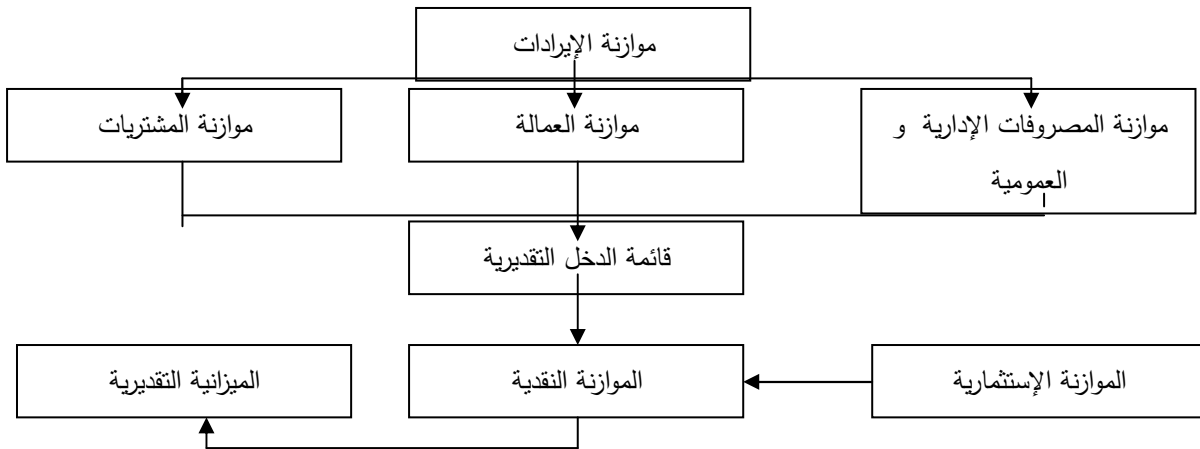 موازنة الإيرادات
موازنة المصروفات الإدارية و
العمومية
موازنة العمالة
موازنة المشتريات
قائمة الدخل التقديرية
الموازنة الإستثمارية
الموازنة النقدية
الميزانية التقديرية